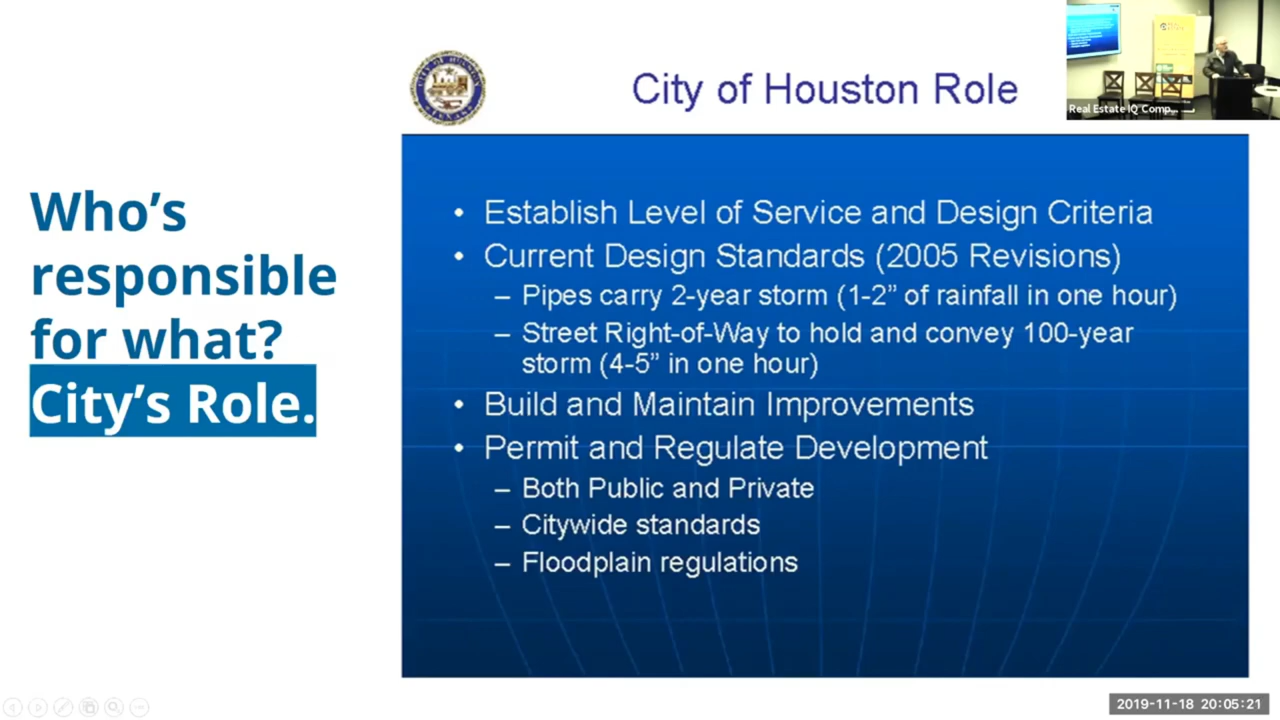 City of Houston Role
Real Estate IQ Comp...
Who’s
responsible
for what?
City’s Role.
• Establish Level of Service and Design Criteria
• Current Design Standards (2005 Revisions)
– Pipes carry 2-year storm (1-2” of rainfall in one hour)
– Street Right-of-Way to hold and convey 100-year
storm (4-5” in one hour)
• Build and Maintain Improvements
• Permit and Regulate Development
– Both Public and Private
– Citywide standards
– Floodplain regulations
2019-11-18 20:05:21